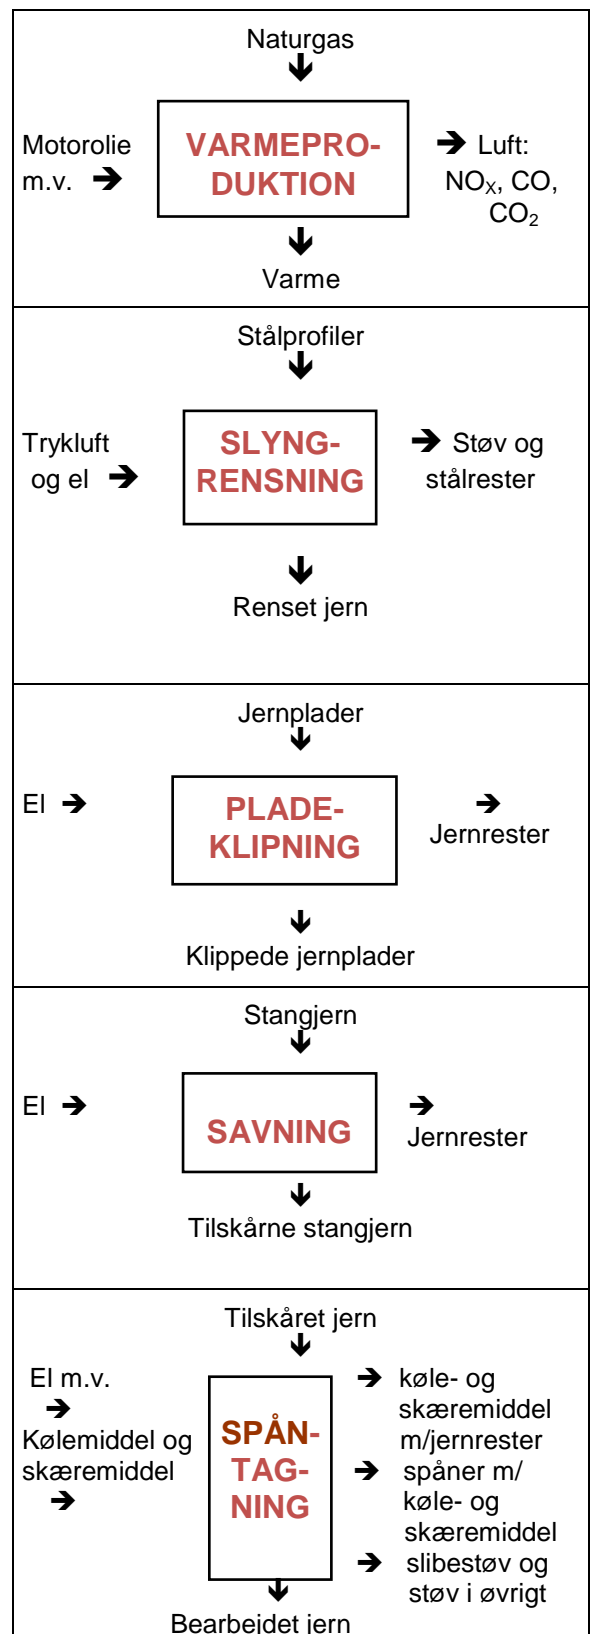 Naturgas
Motorolie
m.v. ➔
VARMEPRO-
DUKTION
➔ Luft:
NOₓ, CO,
CO₂
Varme
Stålprofiler
Trykluft
og el ➔
SLYNG-
RENSNING
➔ Støv og
stålrester
Renset jern
Jernplader
El ➔
PLADE-
KLIPNING
➔
Jernrester
Klippede jernplader
Stangjern
El ➔
SAVNING
➔
Jernrester
Tilskårne stangjern
Tilskåret jern
El m.v.
➔
Kølemiddel og
skæremiddel
➔
SPÅN-
TAG-
NING
➔ køle- og
skæremiddel
m/jernrester
➔ spåner m/
køle- og
skæremiddel
➔ slibestøv og
støv i øvrigt
Bearbejdet jern